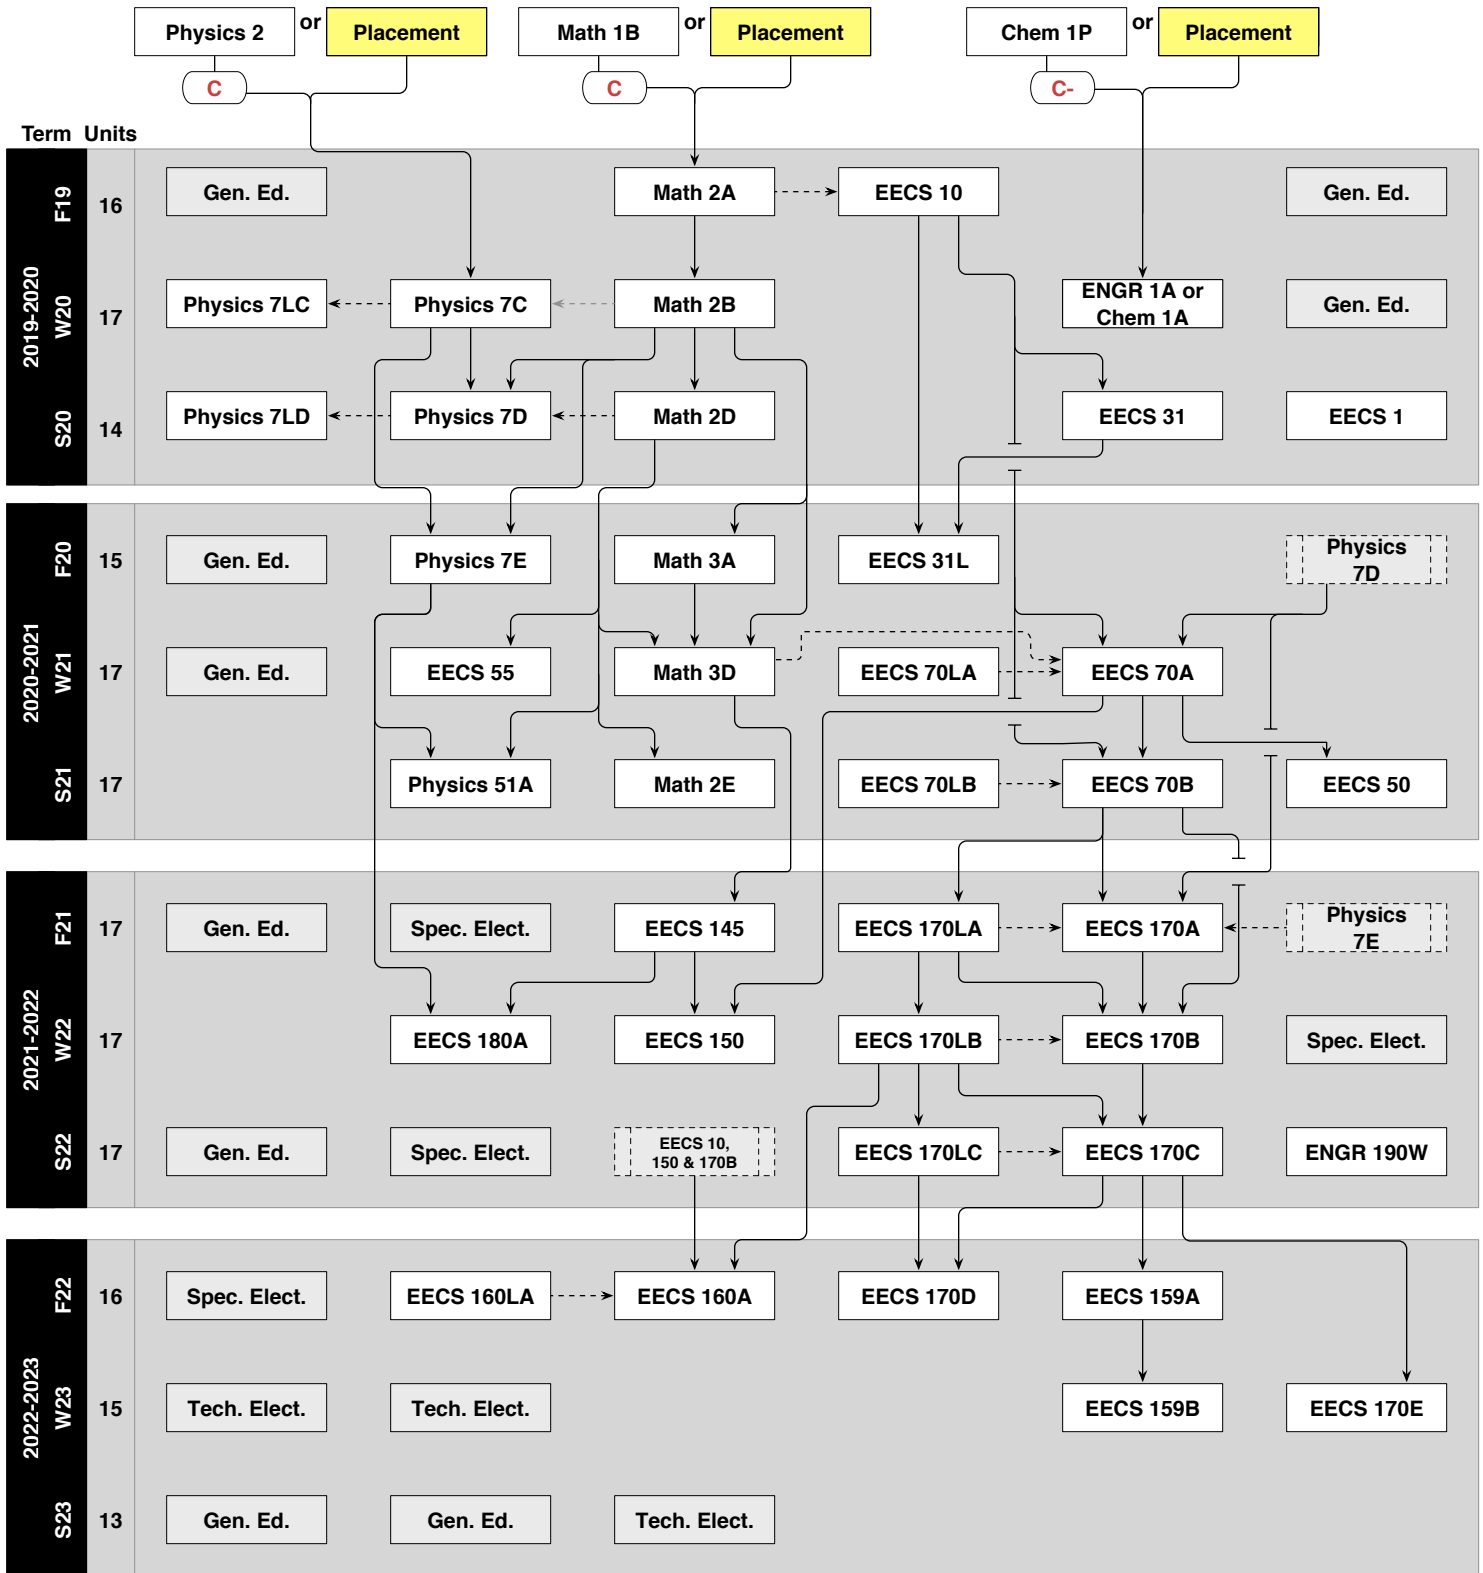 Physics 2 or Placement Math 1B or Placement Chem 1P or Placement
C C C-
Term Units
2019-2020
F19 16 Gen. Ed. Math 2A EECS 10 Gen. Ed.
W20 17 Physics 7LC Physics 7C Math 2B ENGR 1A or
Chem 1A Gen. Ed.
S20 14 Physics 7LD Physics 7D Math 2D EECS 31 EECS 1
2020-2021
F20 15 Gen. Ed. Physics 7E Math 3A EECS 31L Physics
7D
W21 17 Gen. Ed. EECS 55 Math 3D EECS 70LA EECS 70A
S21 17 Physics 51A Math 2E EECS 70LB EECS 70B EECS 50
2021-2022
F21 17 Gen. Ed. Spec. Elect. EECS 145 EECS 170LA EECS 170A Physics
7E
W22 17 EECS 180A EECS 150 EECS 170LB EECS 170B Spec. Elect.
S22 17 Gen. Ed. Spec. Elect. EECS 10,
150 & 170B EECS 170LC EECS 170C ENGR 190W
2022-2023
F22 16 Spec. Elect. EECS 160LA EECS 160A EECS 170D EECS 159A
W23 15 Tech. Elect. Tech. Elect. EECS 159B EECS 170E
S23 13 Gen. Ed. Gen. Ed. Tech. Elect.